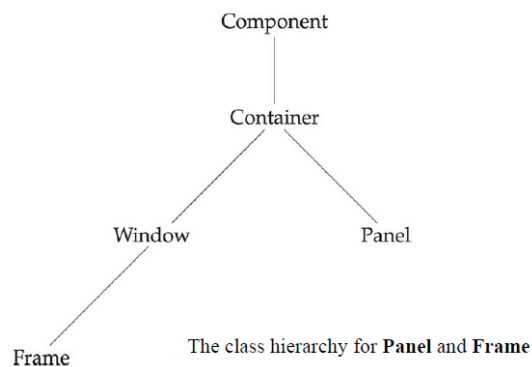 Component
Container
Window Panel
Frame
The class hierarchy for Panel and Frame